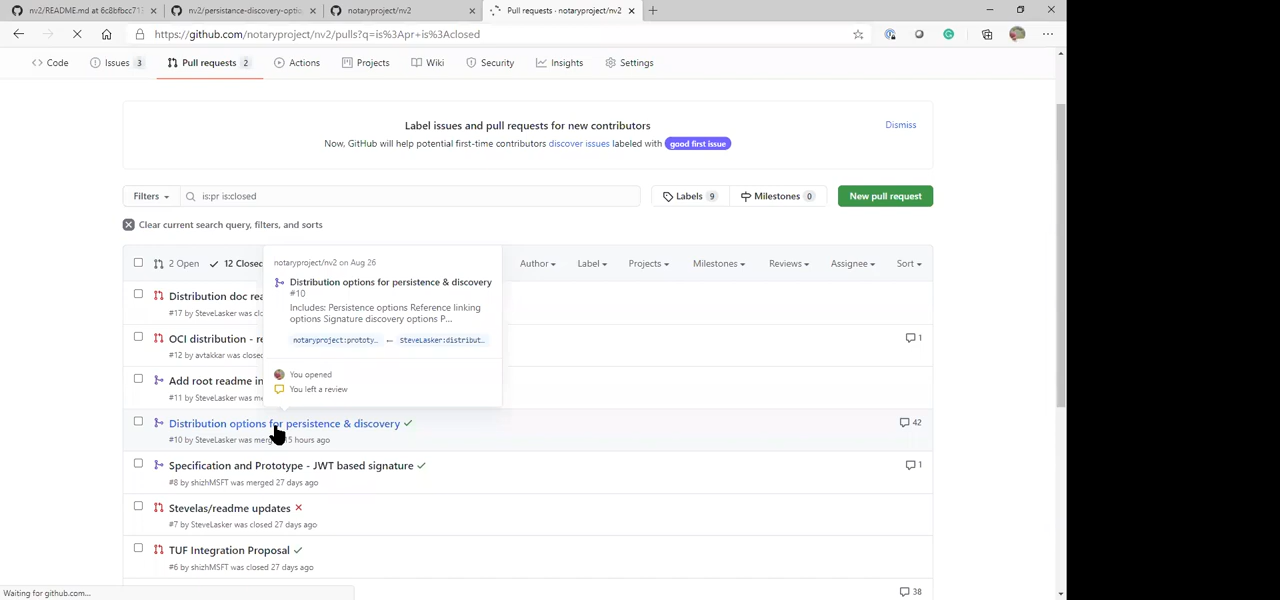 nv2/README.md at 6c8bfbcc71
nv2/persistance-discovery-optio
notaryproject/nv2
Pull requests · notaryproject/nv2
https://github.com/notaryproject/nv2/pulls?q=is%3Apr+is%3Aclosed
Code
Issues 3
Pull requests 2
Actions
Projects
Wiki
Security
Insights
Settings
Label issues and pull requests for new contributors
Dismiss
Now, GitHub will help potential first-time contributors discover issues labeled with good first issue
Filters
is:pr is:closed
Labels 9
Milestones 0
New pull request
Clear current search query, filters, and sorts
2 Open
12 Closed
Author
Label
Projects
Milestones
Reviews
Assignee
Sort
notaryproject/nv2 on Aug 26
Distribution options for persistence & discovery
#10
Includes: Persistence options Reference linking
options Signature discovery options P...
notaryproject:prototy… ← SteveLasker:distribut…
You opened
You left a review
Distribution doc rea
#17 by SteveLasker was clo
OCI distribution - re
1
#12 by avtakkar was closed
Add root readme in
#11 by SteveLasker was me
Distribution options for persistence & discovery
42
#10 by SteveLasker was merg 15 hours ago
Specification and Prototype - JWT based signature
1
#8 by shizhMSFT was merged 27 days ago
Stevelas/readme updates
#7 by SteveLasker was closed 27 days ago
TUF Integration Proposal
#6 by shizhMSFT was closed 27 days ago
38
Waiting for github.com...